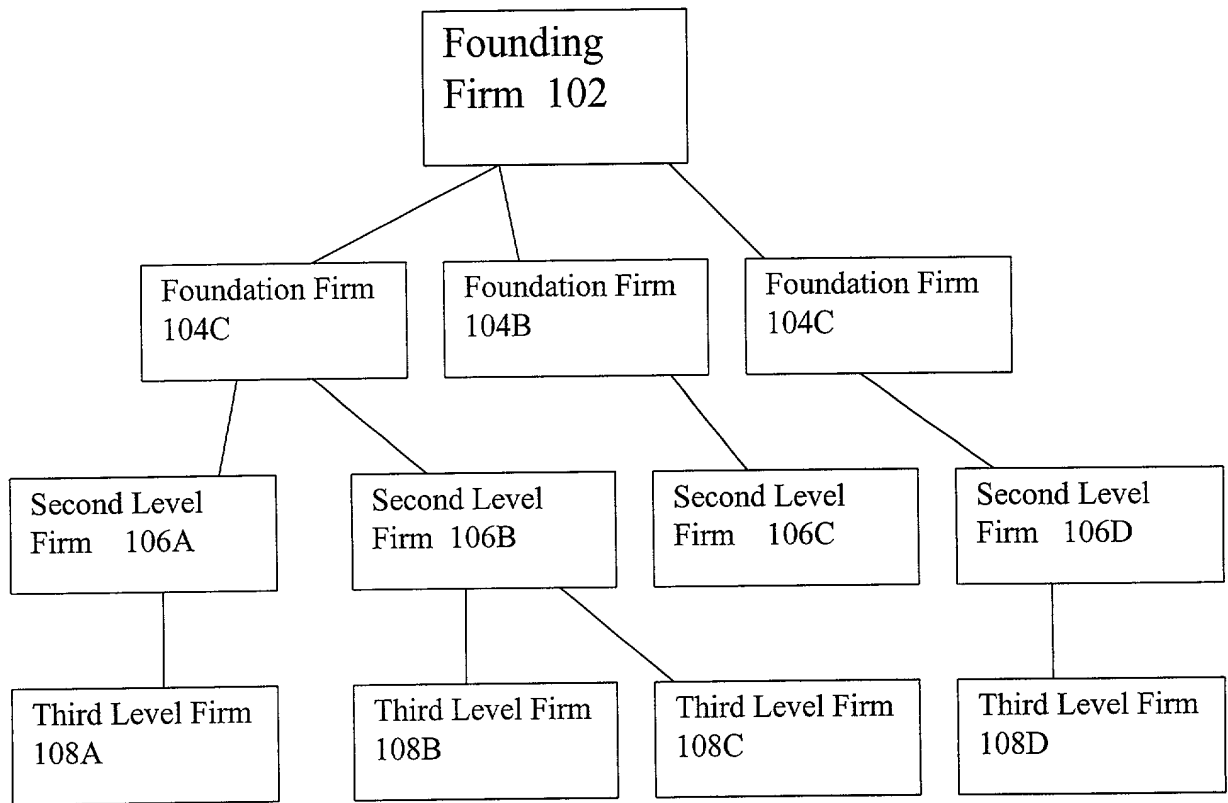 Founding
Firm 102
Foundation Firm
104C
Foundation Firm
104B
Foundation Firm
104C
Second Level
Firm 106A
Second Level
Firm 106B
Second Level
Firm 106C
Second Level
Firm 106D
Third Level Firm
108A
Third Level Firm
108B
Third Level Firm
108C
Third Level Firm
108D